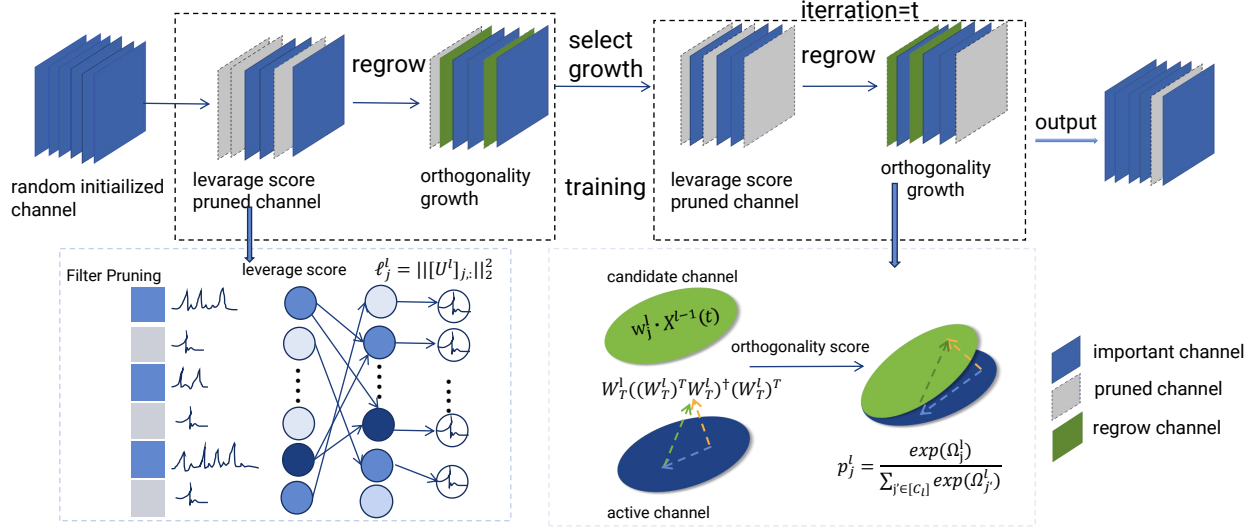 iterration=t
random initiailized
channel
levarage score
pruned channel
regrow
orthogonality
growth
select
growth
training
levarage score
pruned channel
regrow
orthogonality
growth
output
Filter Pruning
leverage score
ℓ_j^l = ||[U^l]_{j,:}||_2^2
candidate channel
w_j^l · X^{l−1}(t)
orthogonality score
W_T^l((W_T^l)^T W_T^l)^†(W_T^l)^T
active channel
p_j^l = exp(Ω_j^l) / ∑_{j'∈[C_l]} exp(Ω_{j'}^l)
important channel
pruned channel
regrow channel